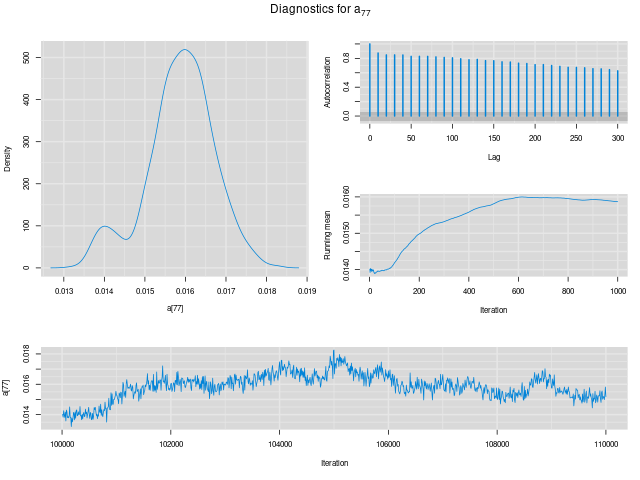 Diagnostics for a77
Density
0 100 200 300 400 500
0.013 0.014 0.015 0.016 0.017 0.018 0.019
a[77]
Autocorrelation
0.0 0.4 0.8
0 50 100 150 200 250 300
Lag
Running mean
0.0140 0.0150 0.0160
0 200 400 600 800 1000
Iteration
a[77]
0.014 0.016 0.018
100000 102000 104000 106000 108000 110000
Iteration